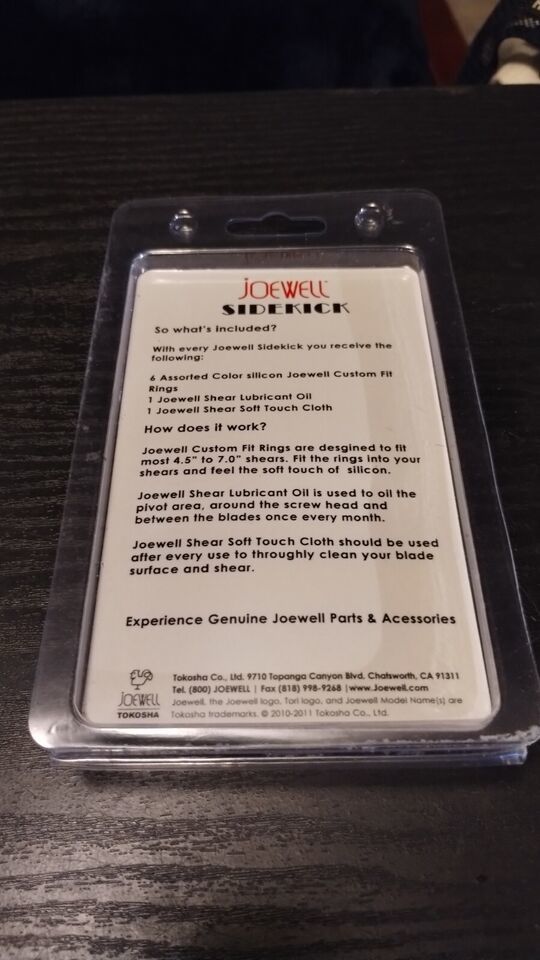 JOEWELL
SIDEKICK
So what's included?
With every Joewell Sidekick you receive the
following:
6 Assorted Color silicon Joewell Custom Fit
Rings
1 Joewell Shear Lubricant Oil
1 Joewell Shear Soft Touch Cloth
How does it work?
Joewell Custom Fit Rings are desgined to fit
most 4.5" to 7.0" shears. Fit the rings into your
shears and feel the soft touch of silicon.
Joewell Shear Lubricant Oil is used to oil the
pivot area, around the screw head and
between the blades once every month.
Joewell Shear Soft Touch Cloth should be used
after every use to throughly clean your blade
surface and shear.
Experience Genuine Joewell Parts & Acessories
JOEWELL
TOKOSHA
Tokosha Co., Ltd. 9710 Topanga Canyon Blvd, Chatsworth, CA 91311
Tel. (800) JOEWELL | Fax (818) 998-9268 | www.Joewell.com
Joewell, the Joewell logo, Tori logo, and Joewell Model Name(s) are
Tokosha trademarks. © 2010-2011 Tokosha Co., Ltd.